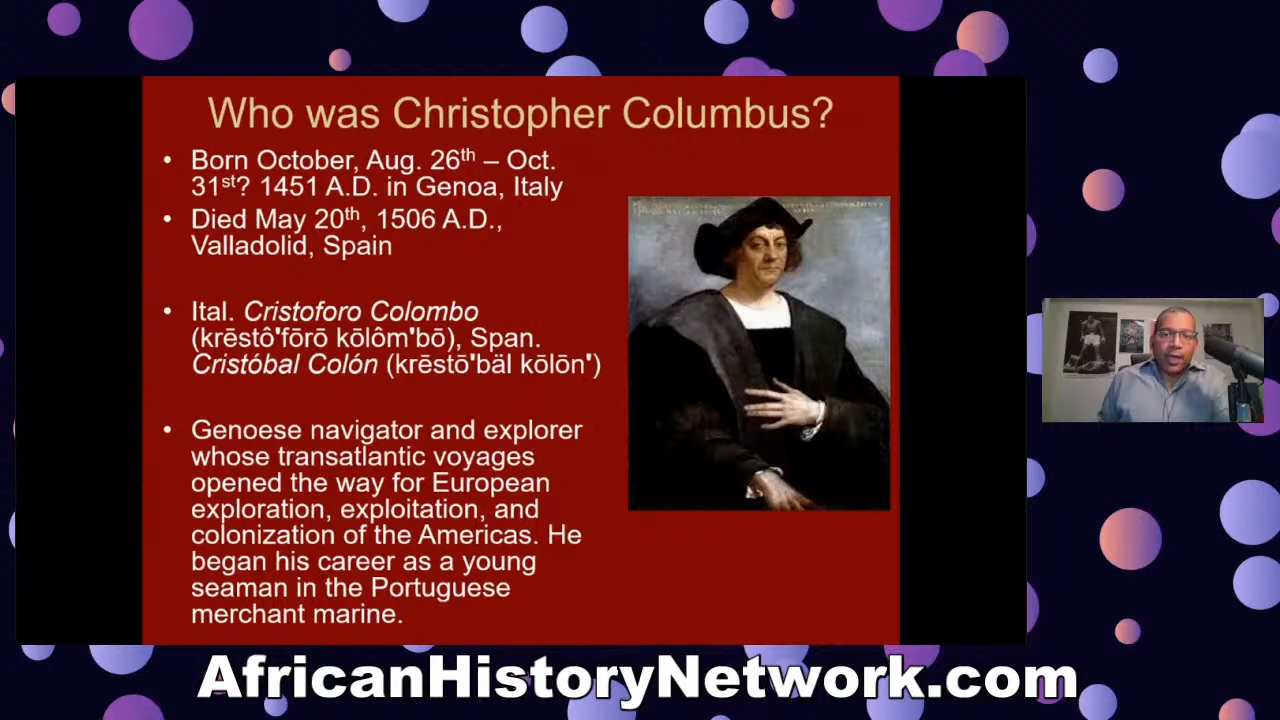 Who was Christopher Columbus?
• Born October, Aug. 26th – Oct.
31st? 1451 A.D. in Genoa, Italy
• Died May 20th, 1506 A.D.,
Valladolid, Spain
• Ital. Cristoforo Colombo
(krēstô'fōrō kōlôm'bō), Span.
Cristóbal Colón (krēstō'bäl kōlōn')
• Genoese navigator and explorer
whose transatlantic voyages
opened the way for European
exploration, exploitation, and
colonization of the Americas. He
began his career as a young
seaman in the Portuguese
merchant marine.
AfricanHistoryNetwork.com